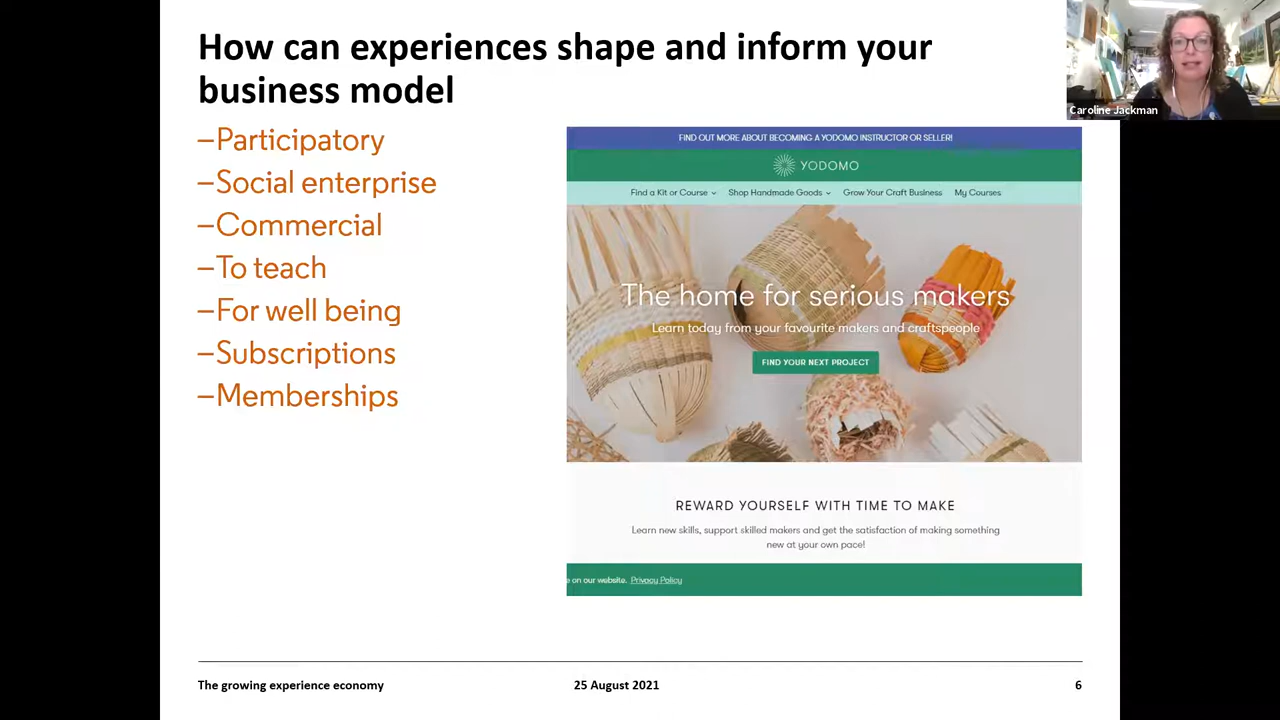 How can experiences shape and inform your
business model
–Participatory
–Social enterprise
–Commercial
–To teach
–For well being
–Subscriptions
–Memberships
Caroline Jackman
FIND OUT MORE ABOUT BECOMING A YODOMO INSTRUCTOR OR SELLER!
YODOMO
Find a Kit or Course Shop Handmade Goods Grow Your Craft Business My Courses
The home for serious makers
Learn today from your favourite makers and craftspeople
FIND YOUR NEXT PROJECT
REWARD YOURSELF WITH TIME TO MAKE
Learn new skills, support skilled makers and get the satisfaction of making something
new at your own pace!
e on our website. Privacy Policy
The growing experience economy 25 August 2021 6